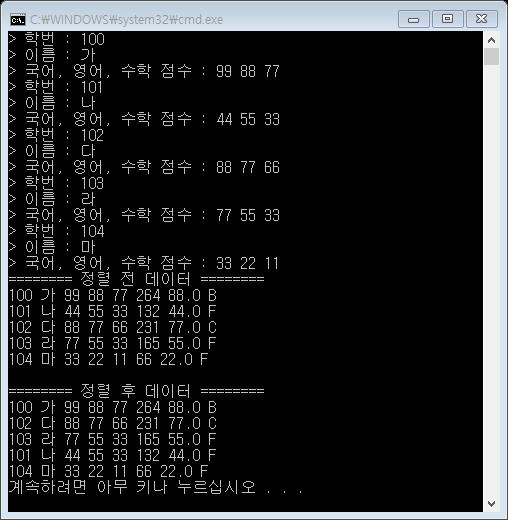 C:\WINDOWS\system32\cmd.exe
> 학번 : 100
> 이름 : 가
> 국어, 영어, 수학 점수 : 99 88 77
> 학번 : 101
> 이름 : 나
> 국어, 영어, 수학 점수 : 44 55 33
> 학번 : 102
> 이름 : 다
> 국어, 영어, 수학 점수 : 88 77 66
> 학번 : 103
> 이름 : 라
> 국어, 영어, 수학 점수 : 77 55 33
> 학번 : 104
> 이름 : 마
> 국어, 영어, 수학 점수 : 33 22 11
======== 정렬 전 데이터 ========
100 가 99 88 77 264 88.0 B
101 나 44 55 33 132 44.0 F
102 다 88 77 66 231 77.0 C
103 라 77 55 33 165 55.0 F
104 마 33 22 11 66 22.0 F
======== 정렬 후 데이터 ========
100 가 99 88 77 264 88.0 B
102 다 88 77 66 231 77.0 C
103 라 77 55 33 165 55.0 F
101 나 44 55 33 132 44.0 F
104 마 33 22 11 66 22.0 F
계속하려면 아무 키나 누르십시오 . . .